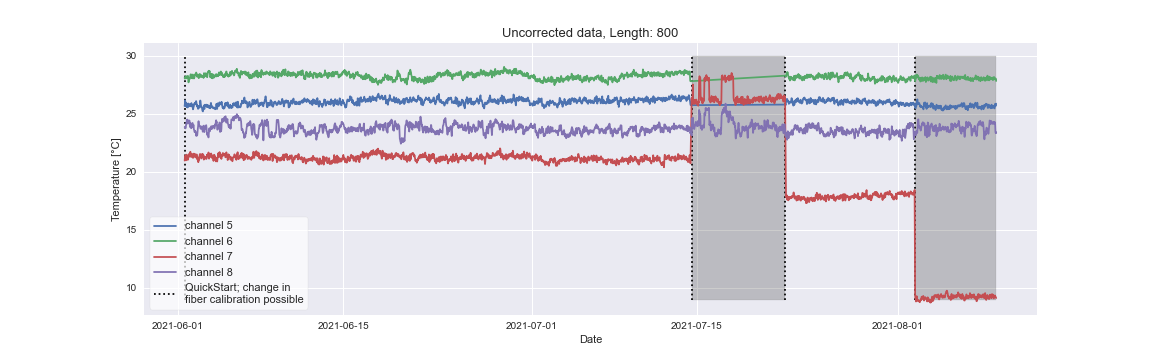 Uncorrected data, Length: 800
30
25
20
15
10
Temperature [°C]
channel 5
channel 6
channel 7
channel 8
QuickStart; change in
fiber calibration possible
2021-06-01
2021-06-15
2021-07-01
2021-07-15
2021-08-01
Date